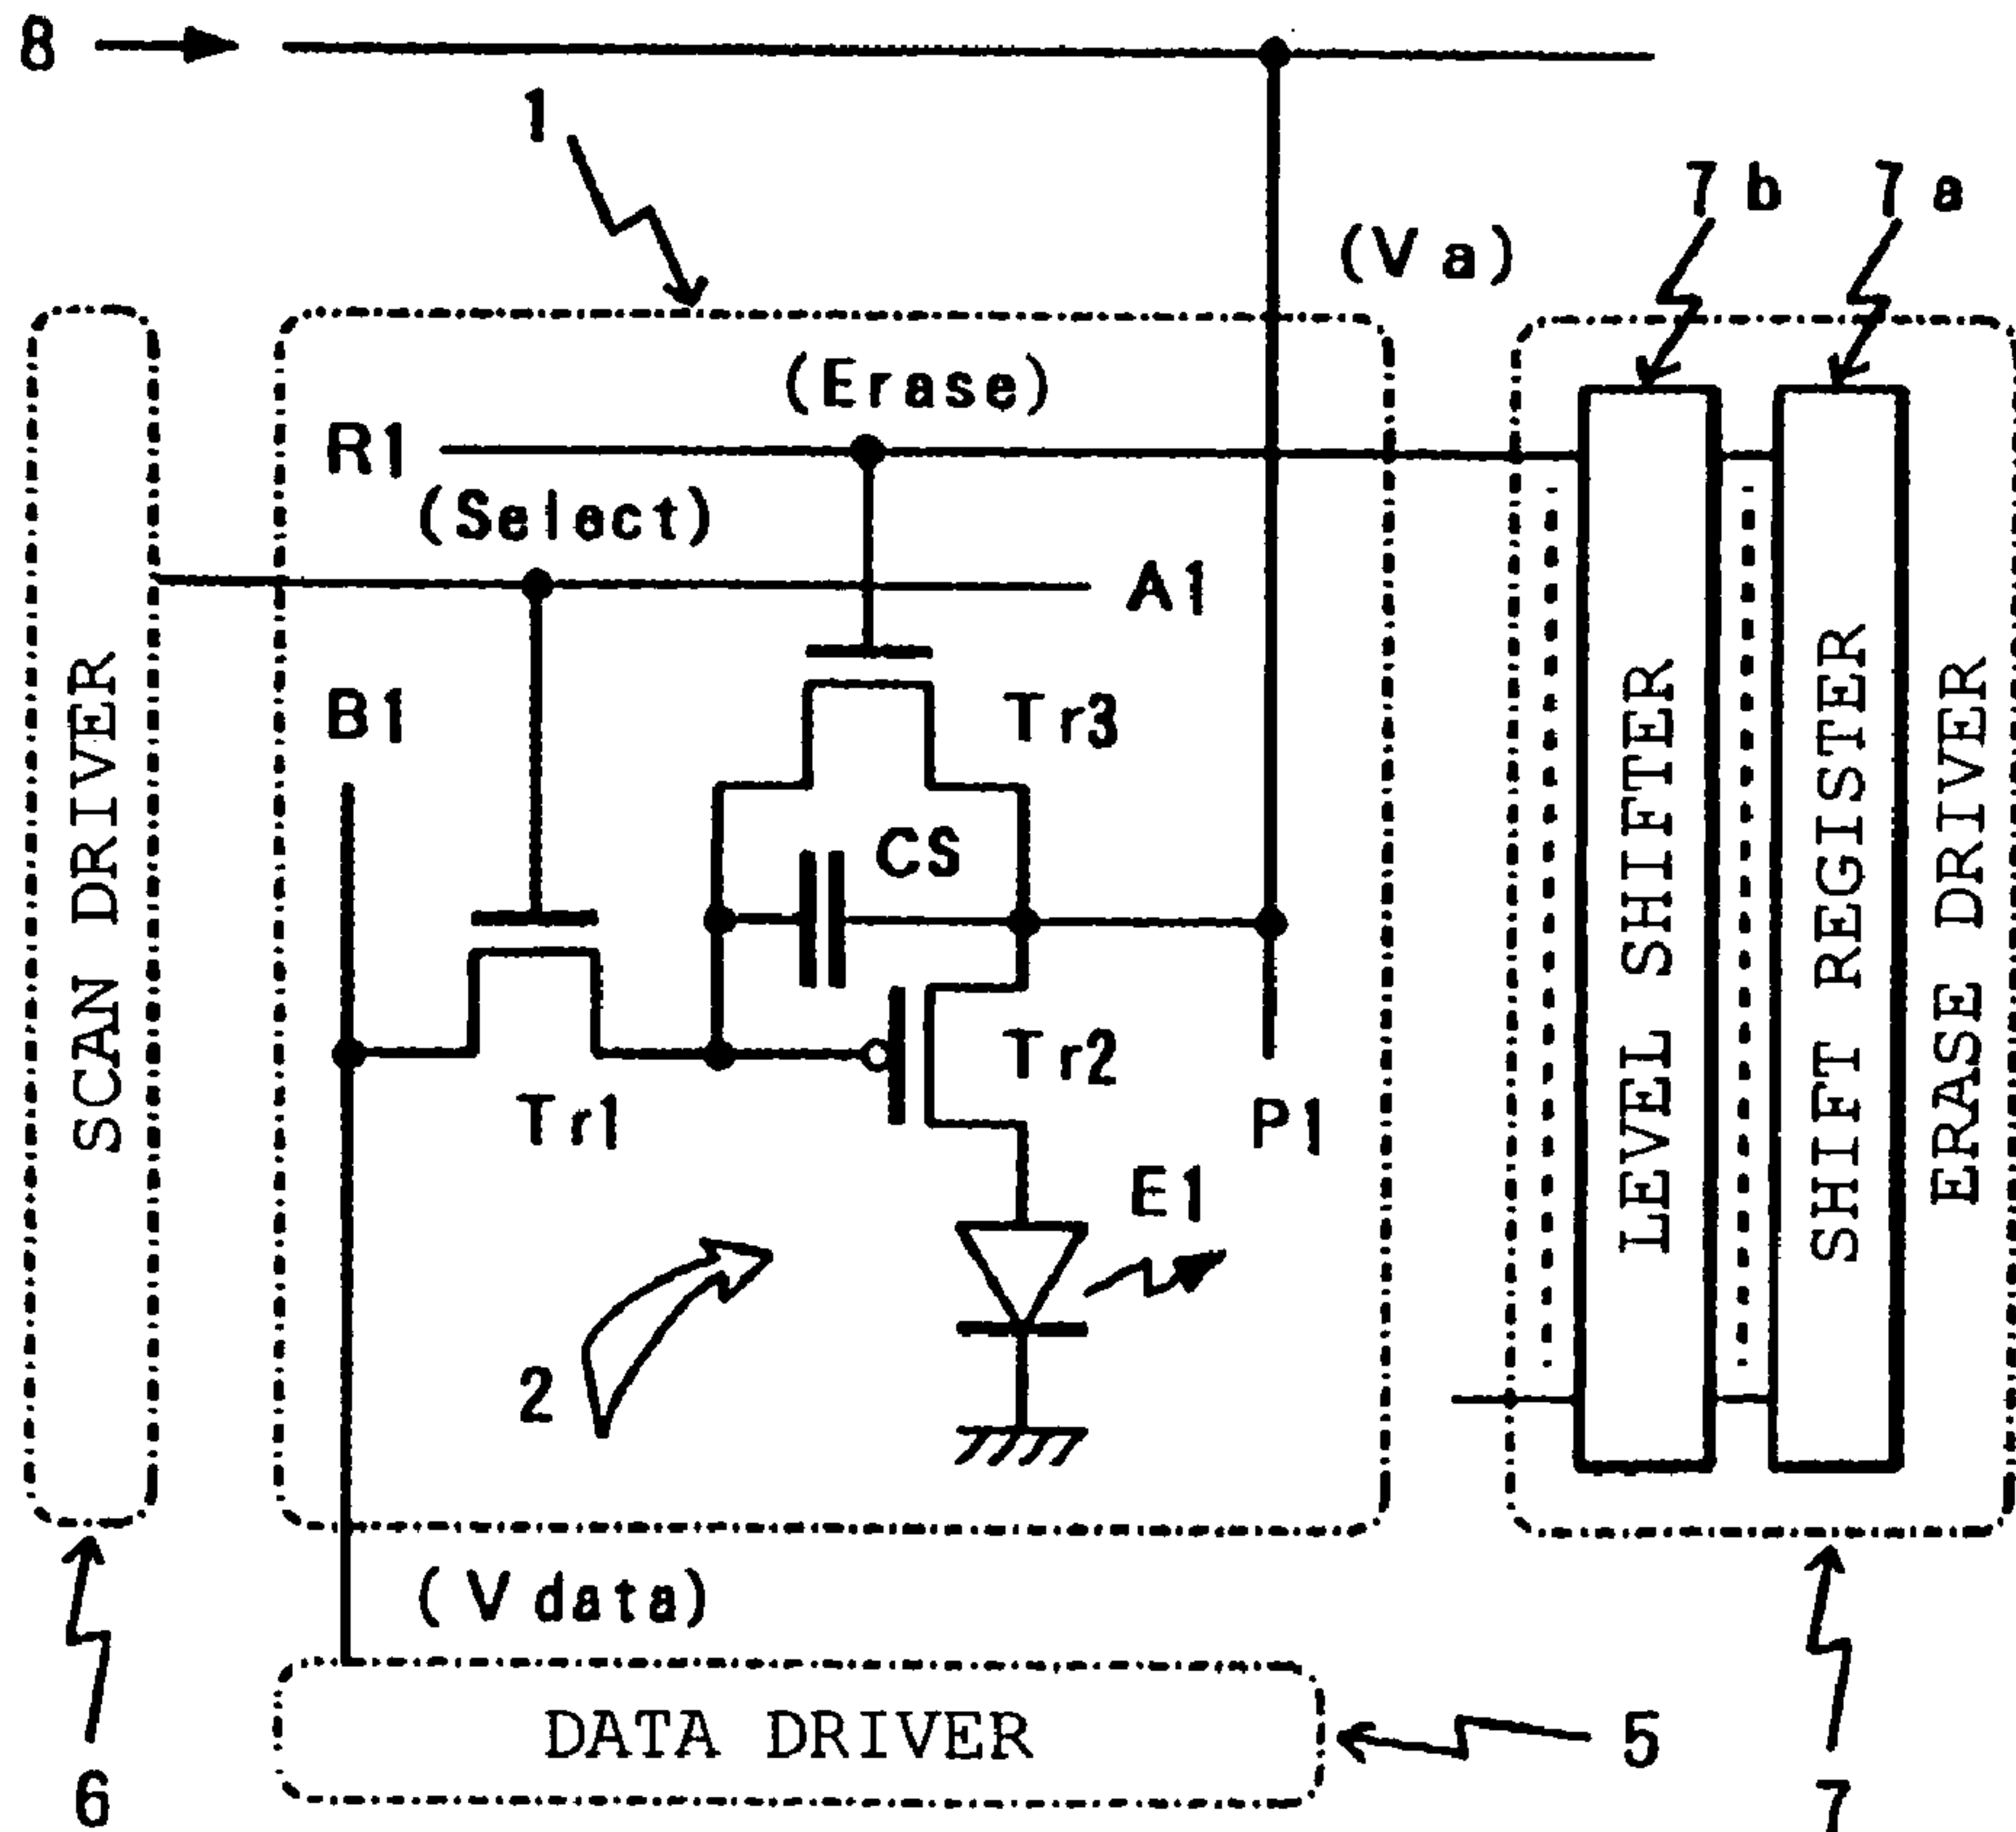 8
1
7b
7a
(Va)
(Erase)
R1
(Select)
A1
B1
Tr3
CS
Tr2
Tr1
P1
E1
2
SCAN DRIVER
LEVEL SHIFTER
SHIFT REGISTER
ERASE DRIVER
(Vdata)
DATA DRIVER
5
6
7